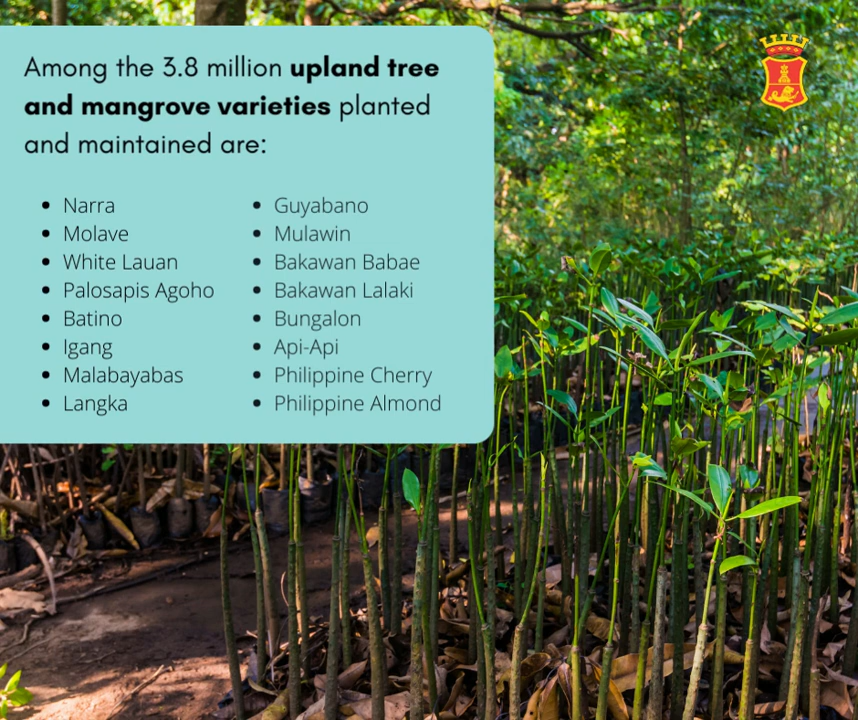 Among the 3.8 million upland tree
and mangrove varieties planted
and maintained are:
Narra
Molave
White Lauan
Palosapis Agoho
Batino
Igang
Malabayabas
Langka
Guyabano
Mulawin
Bakawan Babae
Bakawan Lalaki
Bungalon
Api-Api
Philippine Cherry
Philippine Almond